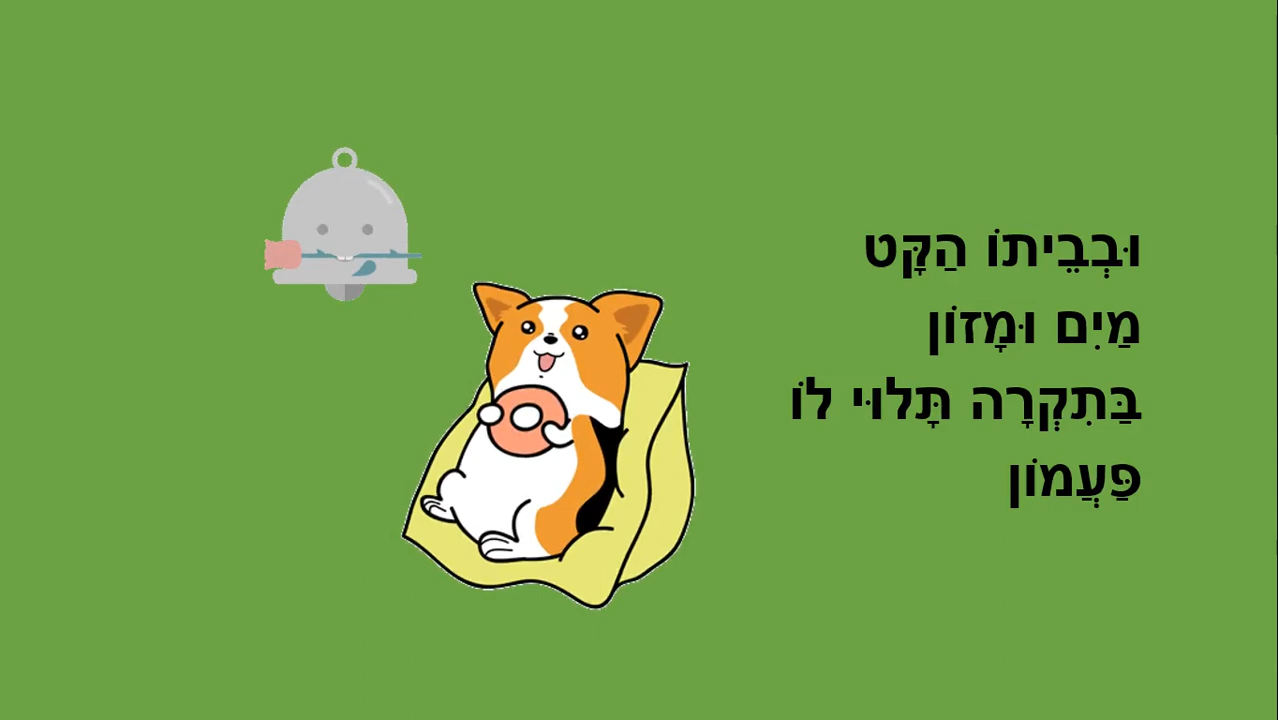 וּבְבֵיתוֹ הַקָּט
מַיִם וּמָזוֹן
בַּתִקְרָה תָּלוּי לוֹ
פַּעֲמוֹן